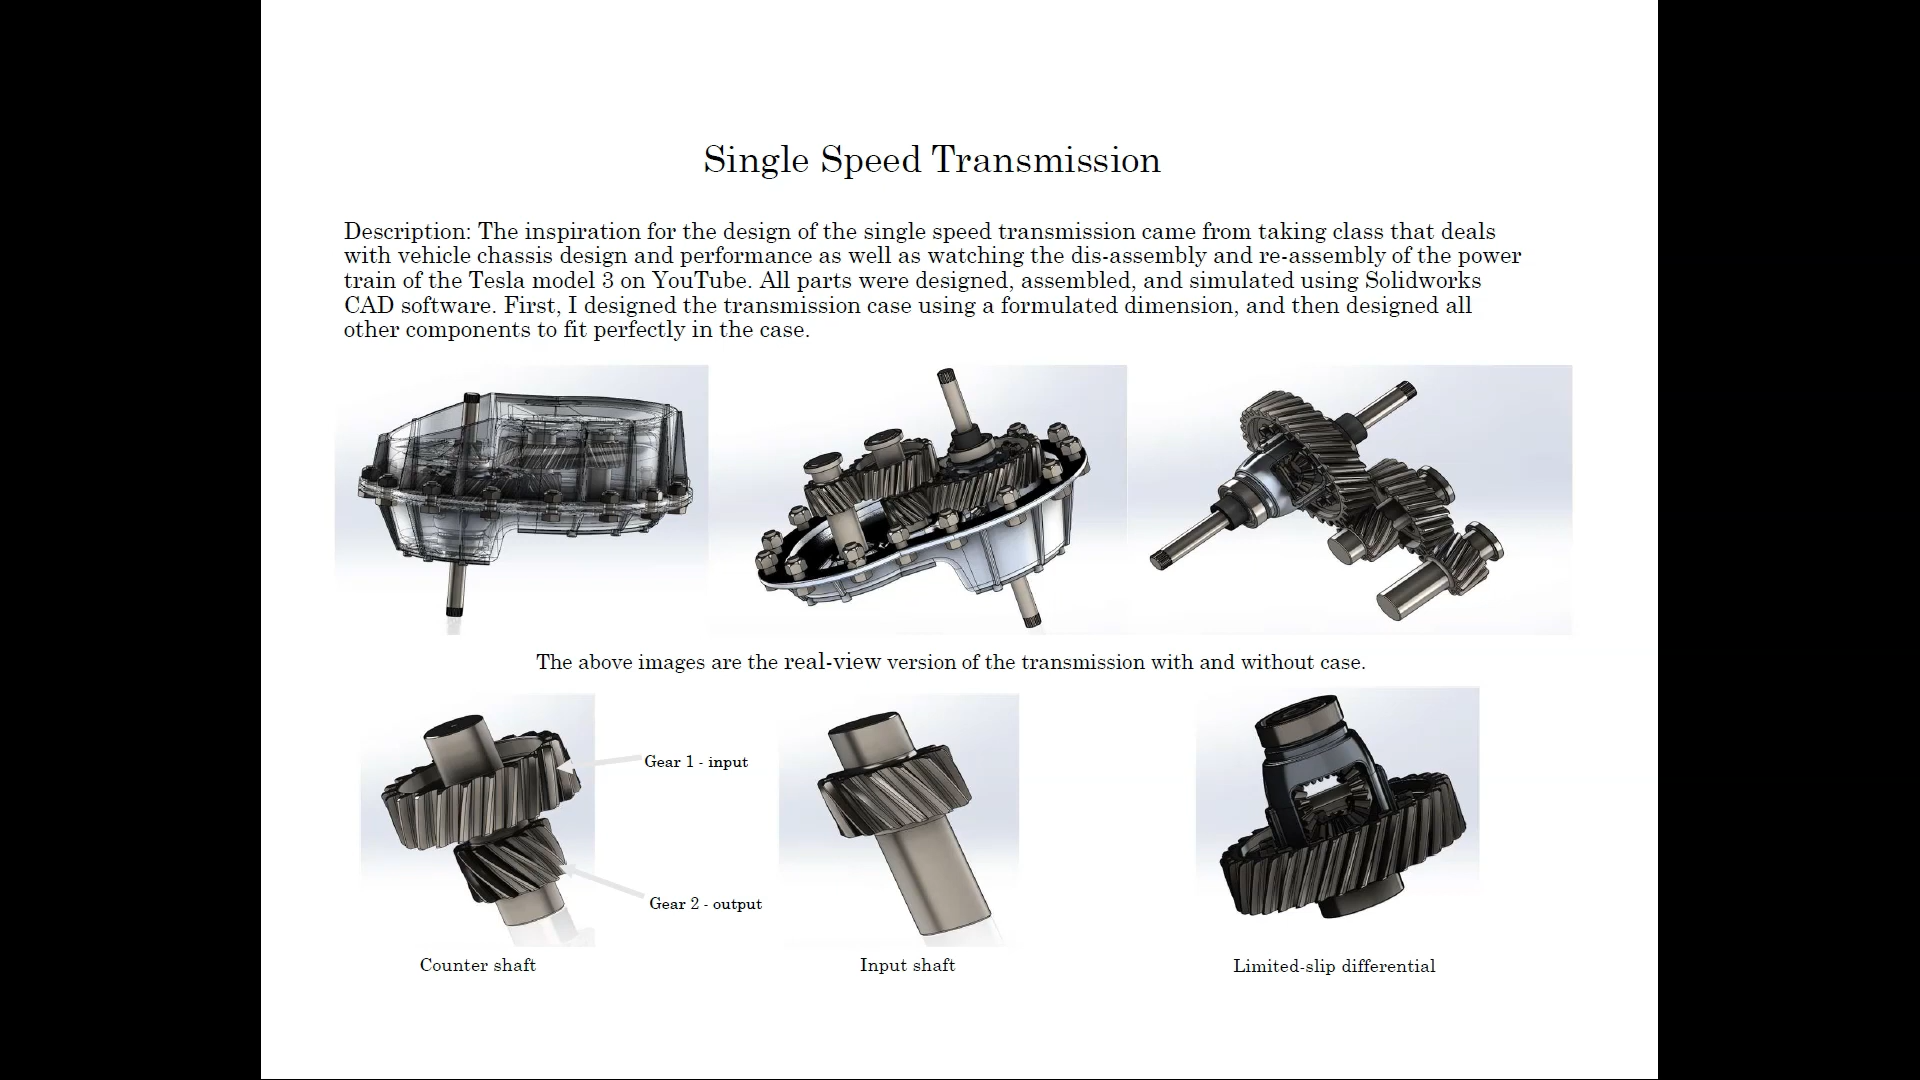 Single Speed Transmission
Description: The inspiration for the design of the single speed transmission came from taking class that deals
with vehicle chassis design and performance as well as watching the dis-assembly and re-assembly of the power
train of the Tesla model 3 on YouTube. All parts were designed, assembled, and simulated using Solidworks
CAD software. First, I designed the transmission case using a formulated dimension, and then designed all
other components to fit perfectly in the case.
The above images are the real-view version of the transmission with and without case.
Gear 1 - input
Gear 2 - output
Counter shaft
Input shaft
Limited-slip differential